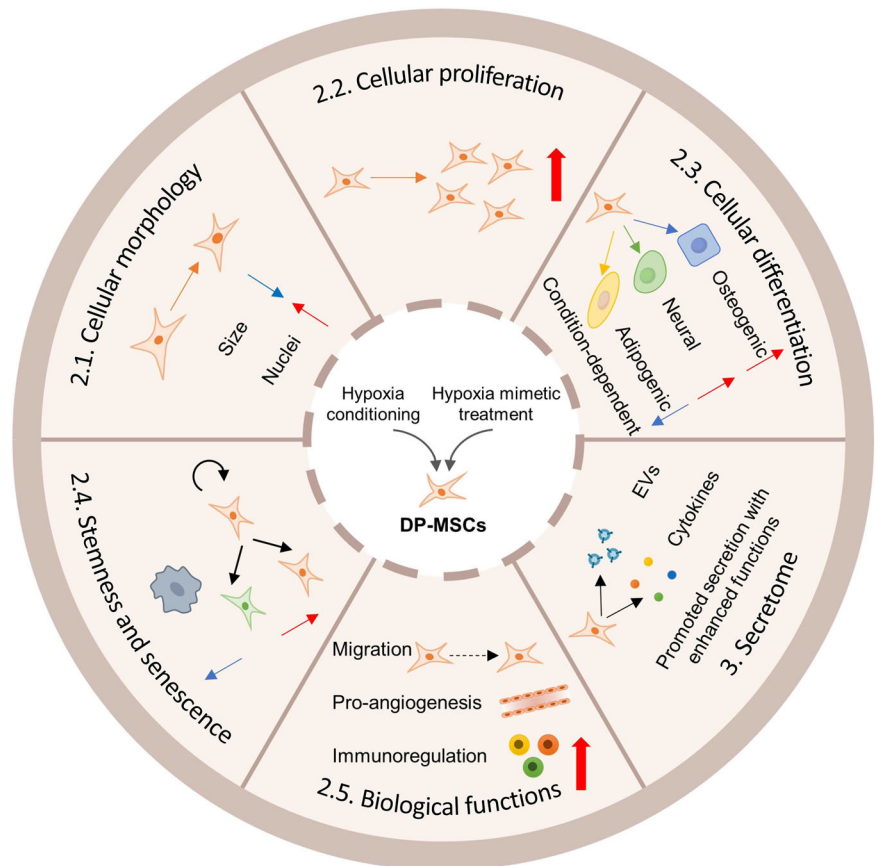 2.2. Cellular proliferation
2.1. Cellular morphology
Size
Nuclei
2.3. Cellular differentiation
Osteogenic
Neural
Adipogenic
Condition-dependent
Hypoxia
conditioning
Hypoxia mimetic
treatment
DP-MSCs
2.4. Stemness and senescence
Migration
Pro-angiogenesis
Immunoregulation
2.5. Biological functions
EVs
Cytokines
Promoted secretion with
enhanced functions
3. Secretome